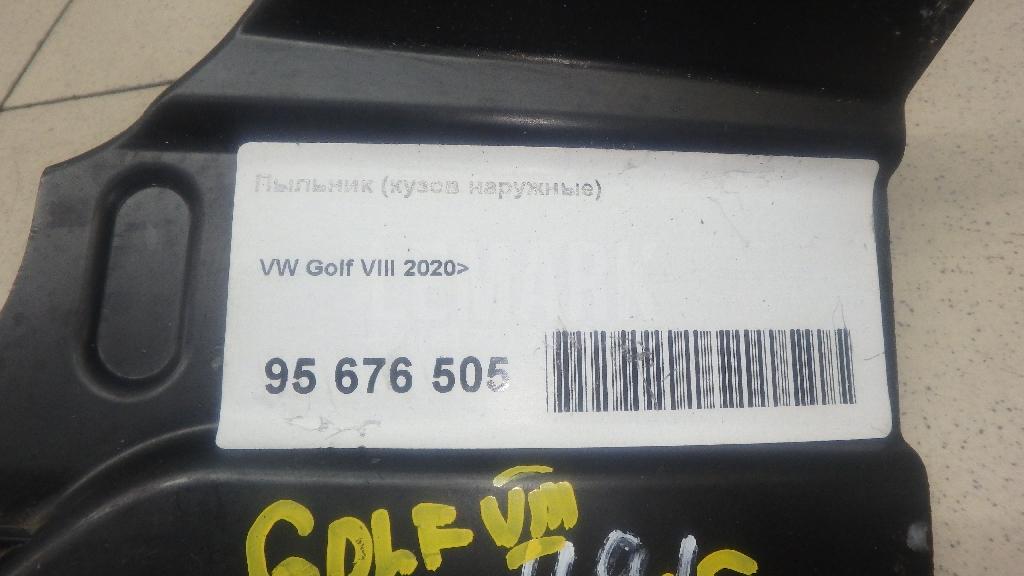 Пыльник (кузов наружные)
VW Golf VIII 2020>
95 676 505
GOLF VIII